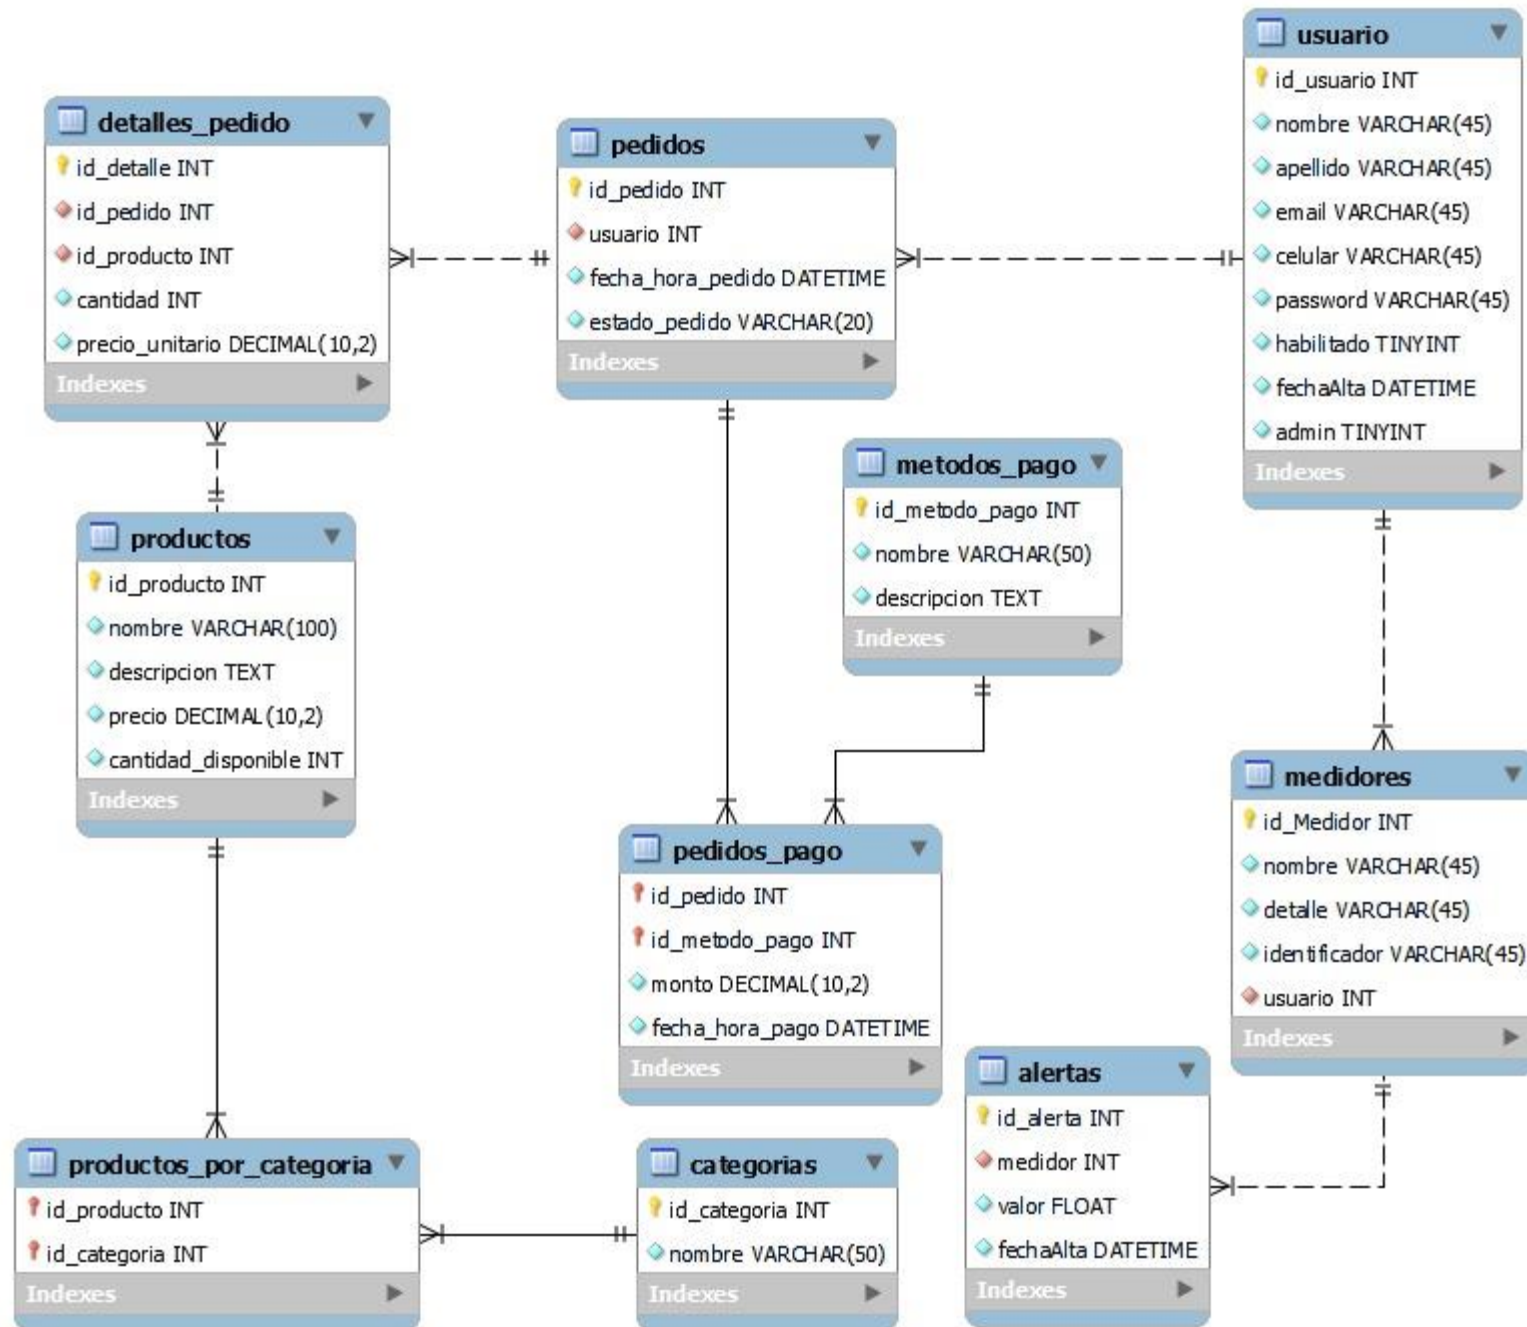 usuario
id_usuario INT
nombre VARCHAR(45)
apellido VARCHAR(45)
email VARCHAR(45)
celular VARCHAR(45)
password VARCHAR(45)
habilitado TINYINT
fechaAlta DATETIME
admin TINYINT
Indexes
detalles_pedido
id_detalle INT
id_pedido INT
id_producto INT
cantidad INT
precio_unitario DECIMAL(10,2)
Indexes
pedidos
id_pedido INT
usuario INT
fecha_hora_pedido DATETIME
estado_pedido VARCHAR(20)
Indexes
metodos_pago
id_metodo_pago INT
nombre VARCHAR(50)
descripcion TEXT
Indexes
productos
id_producto INT
nombre VARCHAR(100)
descripcion TEXT
precio DECIMAL(10,2)
cantidad_disponible INT
Indexes
medidores
id_Medidor INT
nombre VARCHAR(45)
detalle VARCHAR(45)
identificador VARCHAR(45)
usuario INT
Indexes
pedidos_pago
id_pedido INT
id_metodo_pago INT
monto DECIMAL(10,2)
fecha_hora_pago DATETIME
Indexes
alertas
id_alerta INT
medidor INT
valor FLOAT
fechaAlta DATETIME
Indexes
productos_por_categoria
id_producto INT
id_categoria INT
Indexes
categorias
id_categoria INT
nombre VARCHAR(50)
Indexes